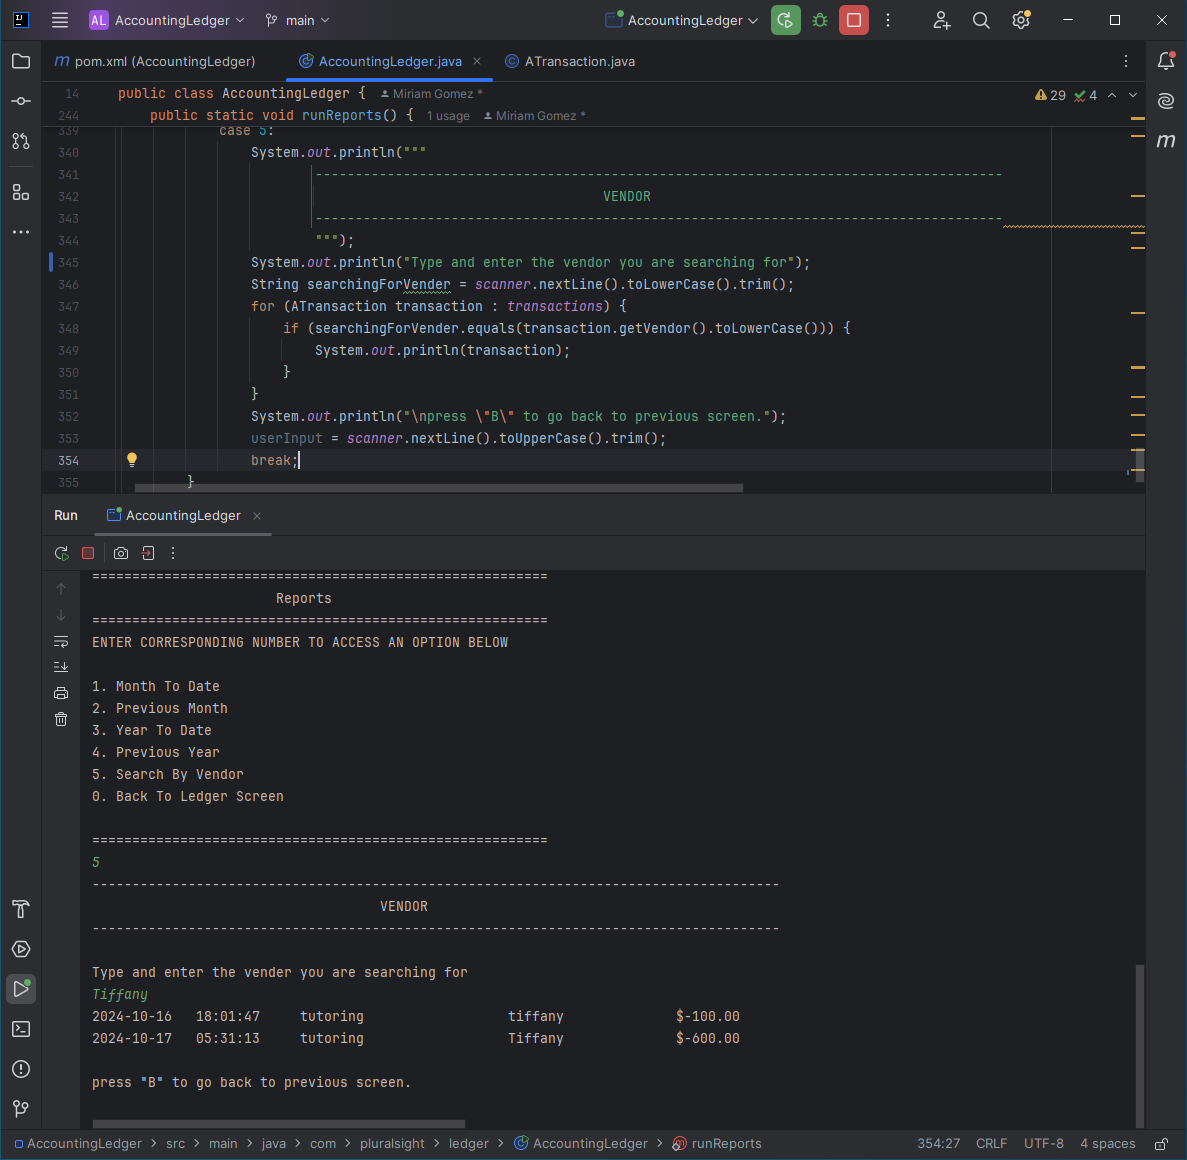 AL AccountingLedger main AccountingLedger
m pom.xml (AccountingLedger) AccountingLedger.java × C ATransaction.java
14 public class AccountingLedger { Miriam Gomez * 29 4
244 public static void runReports() { 1 usage Miriam Gomez *
339 case 5:
340 System.out.println("""
341 --------------------------------------------------------------------------------------
342 VENDOR
343 --------------------------------------------------------------------------------------
344 """);
345 System.out.println("Type and enter the vendor you are searching for");
346 String searchingForVender = scanner.nextLine().toLowerCase().trim();
347 for (ATransaction transaction : transactions) {
348 if (searchingForVender.equals(transaction.getVendor().toLowerCase())) {
349 System.out.println(transaction);
350 }
351 }
352 System.out.println("\npress \"B\" to go back to previous screen.");
353 userInput = scanner.nextLine().toUpperCase().trim();
354 break;
355 }
Run AccountingLedger ×
=========================================================
Reports
=========================================================
ENTER CORRESPONDING NUMBER TO ACCESS AN OPTION BELOW
1. Month To Date
2. Previous Month
3. Year To Date
4. Previous Year
5. Search By Vendor
0. Back To Ledger Screen
=========================================================
5
--------------------------------------------------------------------------------------
VENDOR
--------------------------------------------------------------------------------------
Type and enter the vender you are searching for
Tiffany
2024-10-16 18:01:47 tutoring tiffany $-100.00
2024-10-17 05:31:13 tutoring Tiffany $-600.00
press "B" to go back to previous screen.
AccountingLedger > src > main > java > com > pluralsight > ledger > AccountingLedger > runReports 354:27 CRLF UTF-8 4 spaces